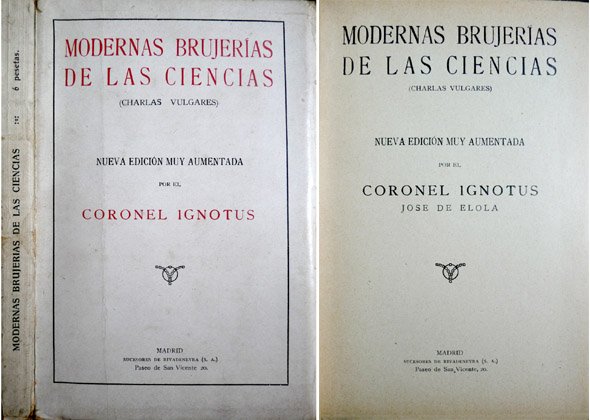 MODERNAS BRUJERÍAS DE LAS CIENCIAS :-: 6 pesetas.
MODERNAS BRUJERÍAS
DE LAS CIENCIAS
(CHARLAS VULGARES)
NUEVA EDICIÓN MUY AUMENTADA
POR EL
CORONEL IGNOTUS
MADRID
SUCESORES DE RIVADENEYRA (S. A.)
Paseo de San Vicente, 20.
MODERNAS BRUJERÍAS
DE LAS CIENCIAS
(CHARLAS VULGARES)
NUEVA EDICIÓN MUY AUMENTADA
POR EL
CORONEL IGNOTUS
JOSE DE ELOLA
MADRID
SUCESORES DE RIVADENEYRA (S. A.)
Paseo de San Vicente, 20.